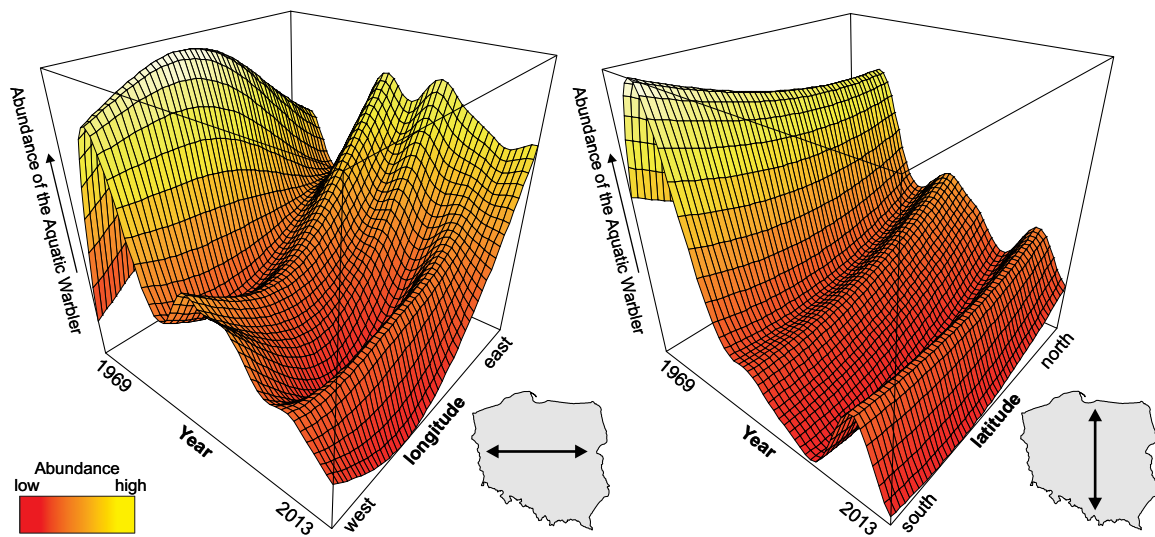 Abundance of the Aquatic Warbler
1969
Year
2013
west
longitude
east
Abundance
low high
Abundance of the Aquatic Warbler
1969
Year
2013
south
latitude
north